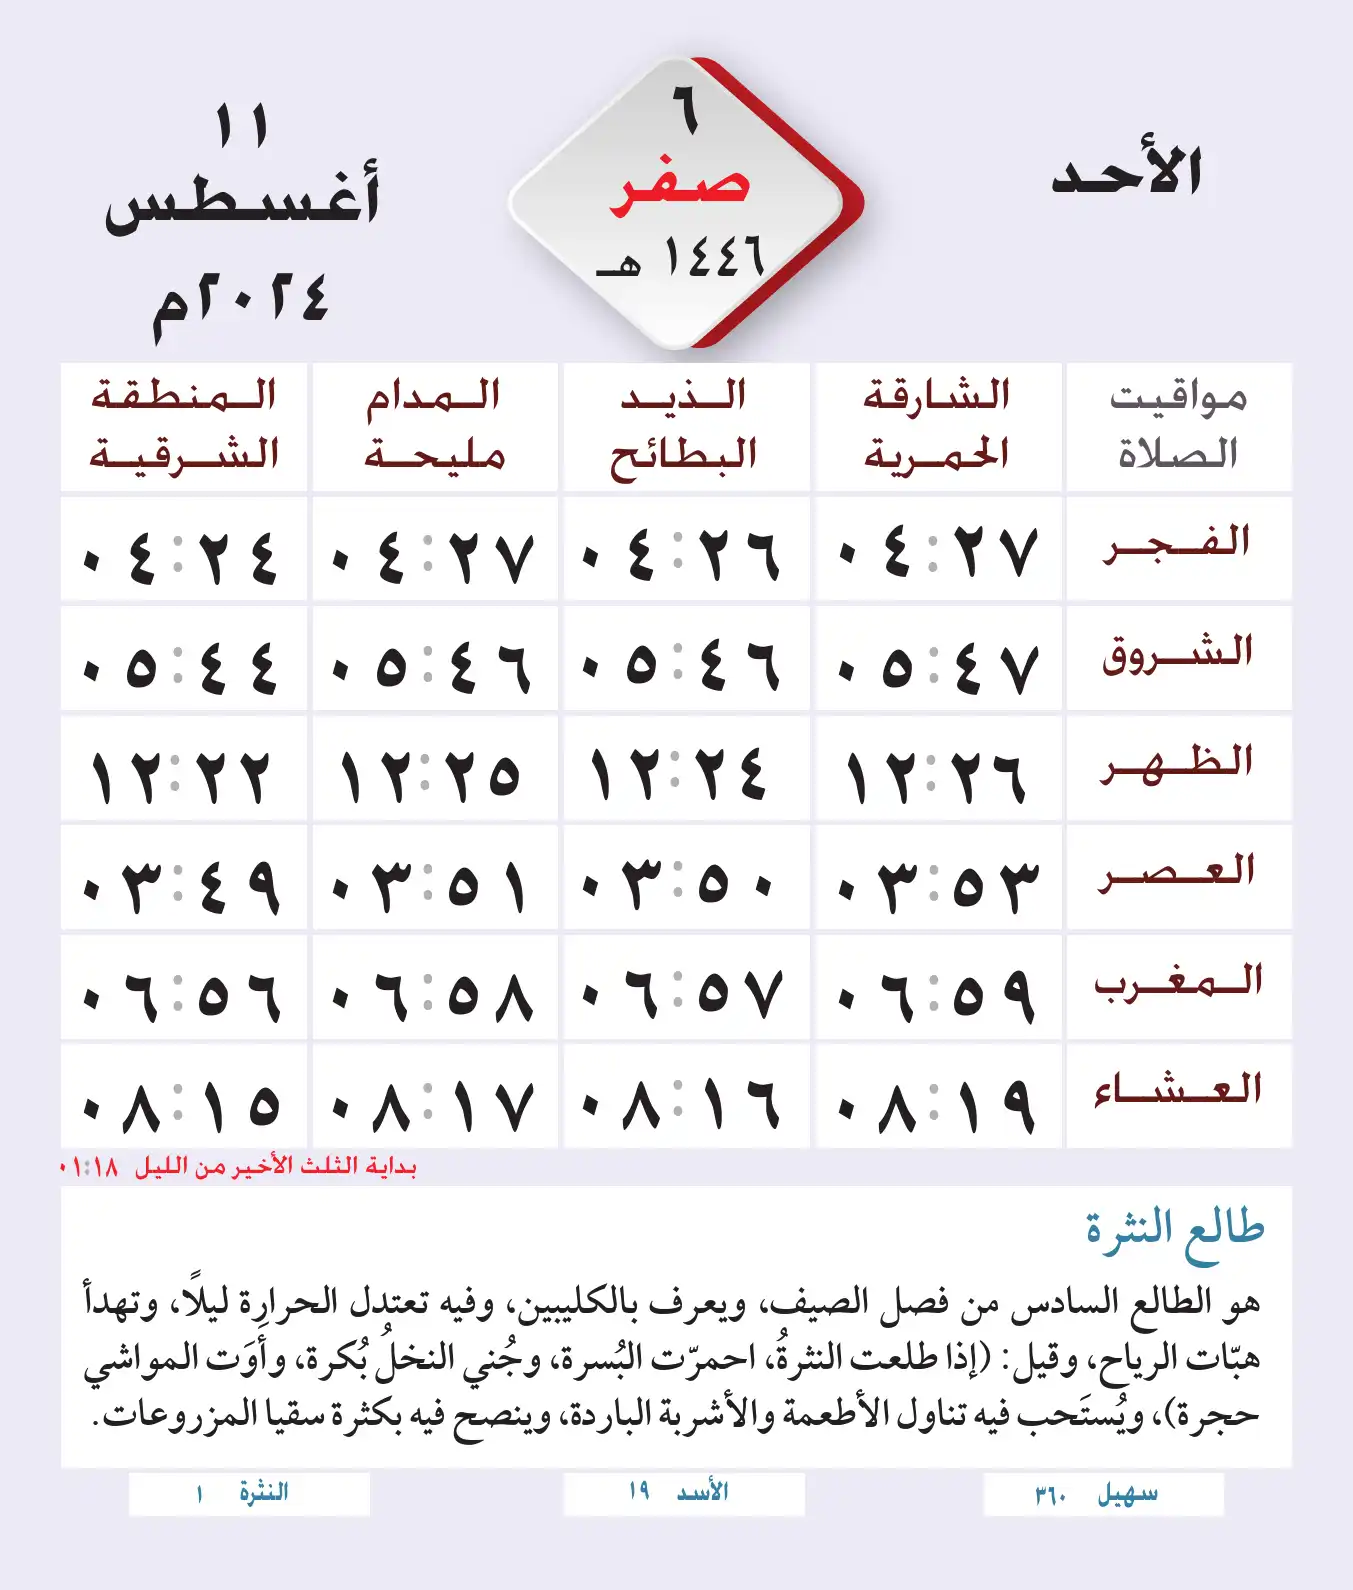 الأحد
٦
صفر
١٤٤٦ هـ
١١
أغسطس
٢٠٢٤م
مواقيت الصلاة
الشارقة الحمرية
الذيد البطائح
المدام مليحة
المنطقة الشرقية
الفجر ٠٤:٢٧ ٠٤:٢٦ ٠٤:٢٧ ٠٤:٢٤
الشروق ٠٥:٤٧ ٠٥:٤٦ ٠٥:٤٦ ٠٥:٤٤
الظهر ١٢:٢٦ ١٢:٢٤ ١٢:٢٥ ١٢:٢٢
العصر ٠٣:٥٣ ٠٣:٥٠ ٠٣:٥١ ٠٣:٤٩
المغرب ٠٦:٥٩ ٠٦:٥٧ ٠٦:٥٨ ٠٦:٥٦
العشاء ٠٨:١٩ ٠٨:١٦ ٠٨:١٧ ٠٨:١٥
بداية الثلث الأخير من الليل ٠١:١٨
طالع النثرة
هو الطالع السادس من فصل الصيف، ويعرف بالكليبين، وفيه تعتدل الحرارة ليلًا، وتهدأ
هبّات الرياح، وقيل: (إذا طلعت النثرةُ، احمرّت البُسرة، وجُني النخلُ بُكرة، وأَوَت المواشي
حجرة)، ويُستَحب فيه تناول الأطعمة والأشربة الباردة، وينصح فيه بكثرة سقيا المزروعات.
سهيل ٣٦٠
الأسد ١٩
النثرة ١